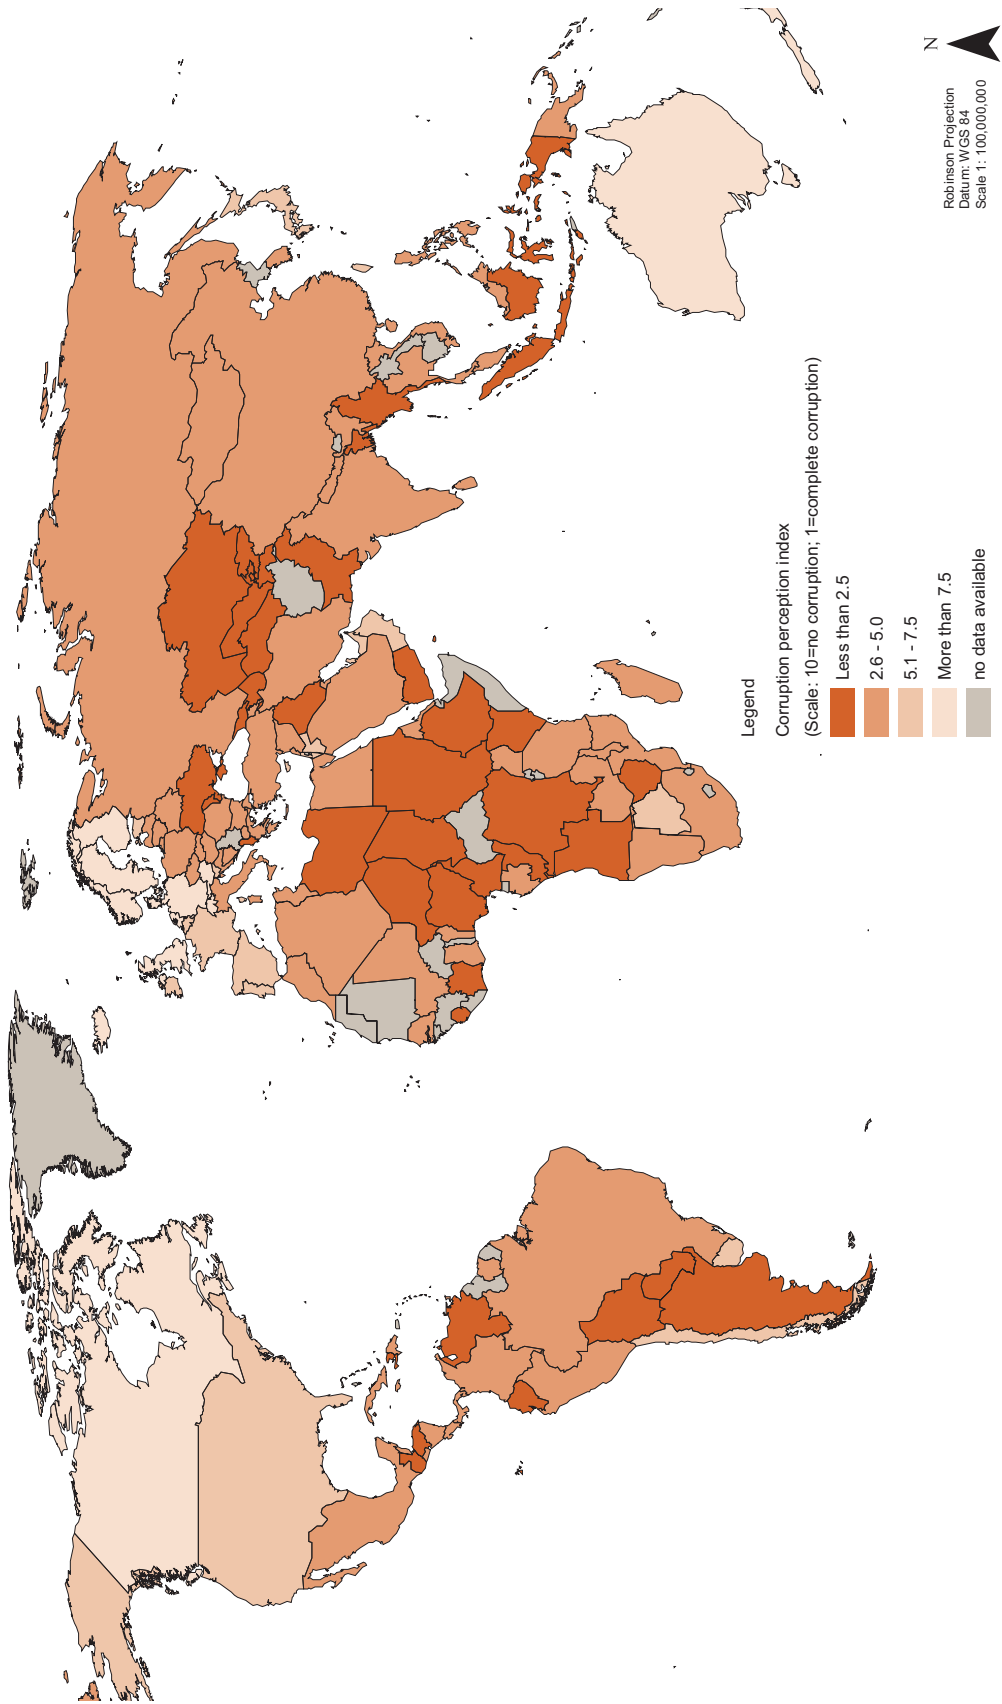 Legend
Corruption perception index
(Scale: 10=no corruption; 1=complete corruption)
Less than 2.5
2.6 - 5.0
5.1 - 7.5
More than 7.5
no data available
N
Robinson Projection
Datum: WGS 84
Scale 1: 100,000,000